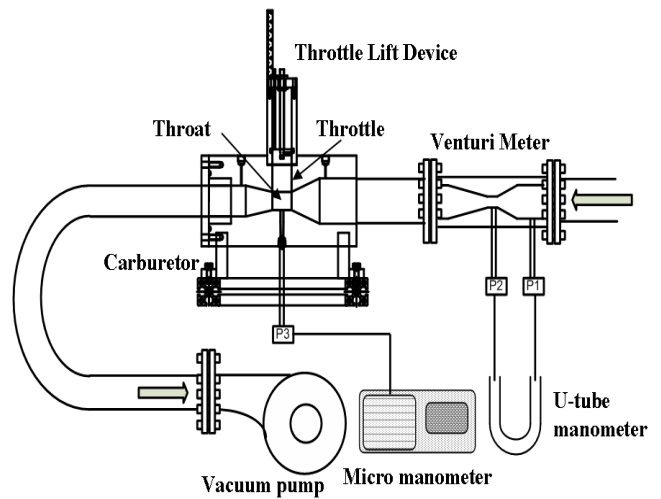 Throttle Lift Device
Throat
Throttle
Venturi Meter
Carburetor
P2
P1
P3
U-tube
manometer
Vacuum pump
Micro manometer